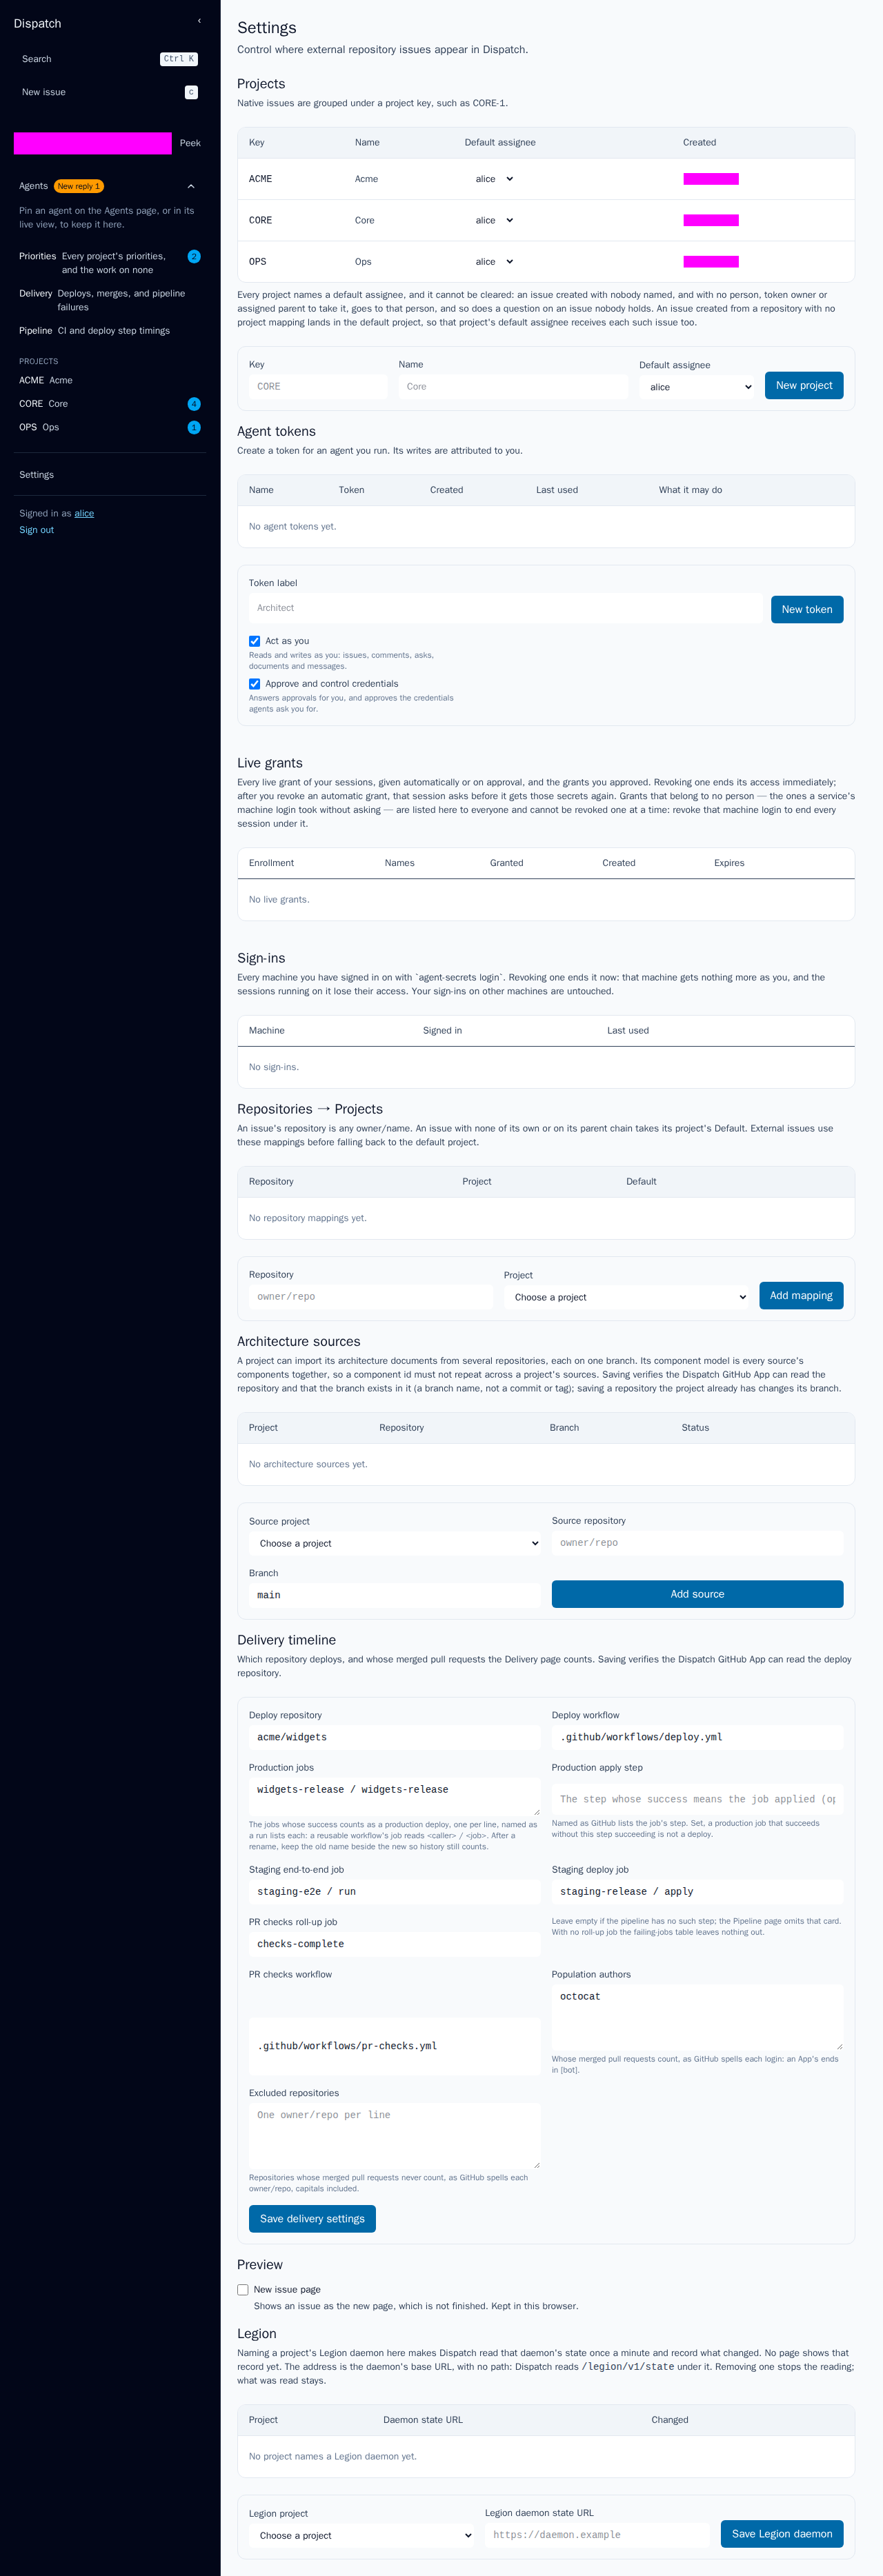 Dispatch
‹
Search
Ctrl K
New issue
C
Peek
Agents
New reply 1
Pin an agent on the Agents page, or in its
live view, to keep it here.
Priorities
Every project's priorities,
and the work on none
2
Delivery
Deploys, merges, and pipeline
failures
Pipeline
CI and deploy step timings
PROJECTS
ACME Acme
CORE Core
4
OPS Ops
1
Settings
Signed in as alice
Sign out
Settings
Control where external repository issues appear in Dispatch.
Projects
Native issues are grouped under a project key, such as CORE-1.
Key Name Default assignee Created
ACME Acme alice
CORE Core alice
OPS Ops alice
Every project names a default assignee, and it cannot be cleared: an issue created with nobody named, and with no person, token owner or
assigned parent to take it, goes to that person, and so does a question on an issue nobody holds. An issue created from a repository with no
project mapping lands in the default project, so that project's default assignee receives each such issue too.
Key Name Default assignee
CORE Core alice New project
Agent tokens
Create a token for an agent you run. Its writes are attributed to you.
Name Token Created Last used What it may do
No agent tokens yet.
Token label
Architect New token
Act as you
Reads and writes as you: issues, comments, asks,
documents and messages.
Approve and control credentials
Answers approvals for you, and approves the credentials
agents ask you for.
Live grants
Every live grant of your sessions, given automatically or on approval, and the grants you approved. Revoking one ends its access immediately;
after you revoke an automatic grant, that session asks before it gets those secrets again. Grants that belong to no person — the ones a service's
machine login took without asking — are listed here to everyone and cannot be revoked one at a time: revoke that machine login to end every
session under it.
Enrollment Names Granted Created Expires
No live grants.
Sign-ins
Every machine you have signed in on with `agent-secrets login`. Revoking one ends it now: that machine gets nothing more as you, and the
sessions running on it lose their access. Your sign-ins on other machines are untouched.
Machine Signed in Last used
No sign-ins.
Repositories → Projects
An issue's repository is any owner/name. An issue with none of its own or on its parent chain takes its project's Default. External issues use
these mappings before falling back to the default project.
Repository Project Default
No repository mappings yet.
Repository Project
owner/repo Choose a project Add mapping
Architecture sources
A project can import its architecture documents from several repositories, each on one branch. Its component model is every source's
components together, so a component id must not repeat across a project's sources. Saving verifies the Dispatch GitHub App can read the
repository and that the branch exists in it (a branch name, not a commit or tag); saving a repository the project already has changes its branch.
Project Repository Branch Status
No architecture sources yet.
Source project Source repository
Choose a project owner/repo
Branch
main Add source
Delivery timeline
Which repository deploys, and whose merged pull requests the Delivery page counts. Saving verifies the Dispatch GitHub App can read the deploy
repository.
Deploy repository Deploy workflow
acme/widgets .github/workflows/deploy.yml
Production jobs Production apply step
widgets-release / widgets-release
The step whose success means the job applied (op
The jobs whose success counts as a production deploy, one per line, named as
a run lists each: a reusable workflow's job reads <caller> / <job>. After a
rename, keep the old name beside the new so history still counts.
Named as GitHub lists the job's step. Set, a production job that succeeds
without this step succeeding is not a deploy.
Staging end-to-end job Staging deploy job
staging-e2e / run staging-release / apply
PR checks roll-up job
checks-complete
Leave empty if the pipeline has no such step; the Pipeline page omits that card.
With no roll-up job the failing-jobs table leaves nothing out.
PR checks workflow Population authors
.github/workflows/pr-checks.yml
octocat
Whose merged pull requests count, as GitHub spells each login: an App's ends
in [bot].
Excluded repositories
One owner/repo per line
Repositories whose merged pull requests never count, as GitHub spells each
owner/repo, capitals included.
Save delivery settings
Preview
New issue page
Shows an issue as the new page, which is not finished. Kept in this browser.
Legion
Naming a project's Legion daemon here makes Dispatch read that daemon's state once a minute and record what changed. No page shows that
record yet. The address is the daemon's base URL, with no path: Dispatch reads /legion/v1/state under it. Removing one stops the reading;
what was read stays.
Project Daemon state URL Changed
No project names a Legion daemon yet.
Legion project Legion daemon state URL
Choose a project https://daemon.example Save Legion daemon